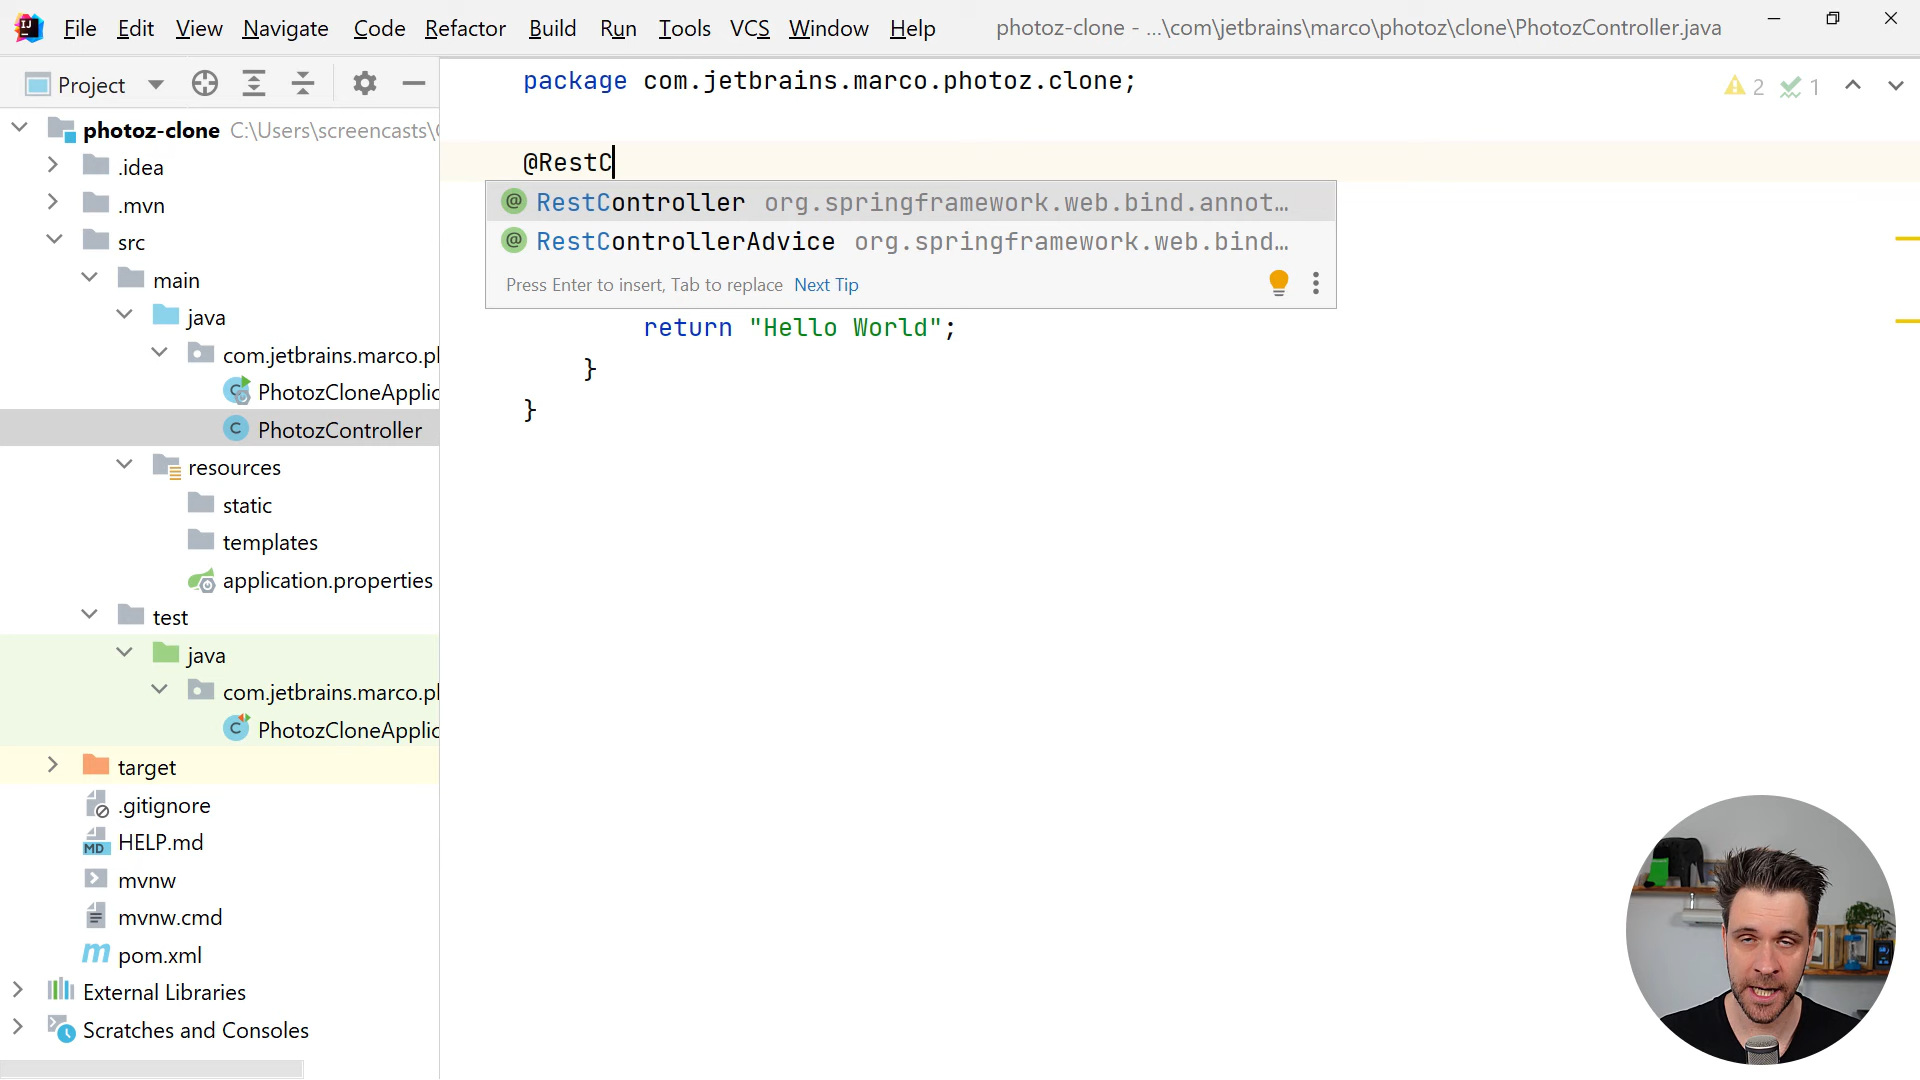 File Edit View Navigate Code Refactor Build Run Tools VCS Window Help photoz-clone - ...\com\jetbrains\marco\photoz\clone\PhotozController.java
Project
photoz-clone C:\Users\screencasts\
.idea
.mvn
src
main
java
com.jetbrains.marco.pl
PhotozCloneApplic
PhotozController
resources
static
templates
application.properties
test
java
com.jetbrains.marco.pl
PhotozCloneApplic
target
.gitignore
HELP.md
mvnw
mvnw.cmd
pom.xml
External Libraries
Scratches and Consoles
package com.jetbrains.marco.photoz.clone;
2 1
@RestC
RestController org.springframework.web.bind.annot…
RestControllerAdvice org.springframework.web.bind…
Press Enter to insert, Tab to replace Next Tip
return "Hello World";
}
}